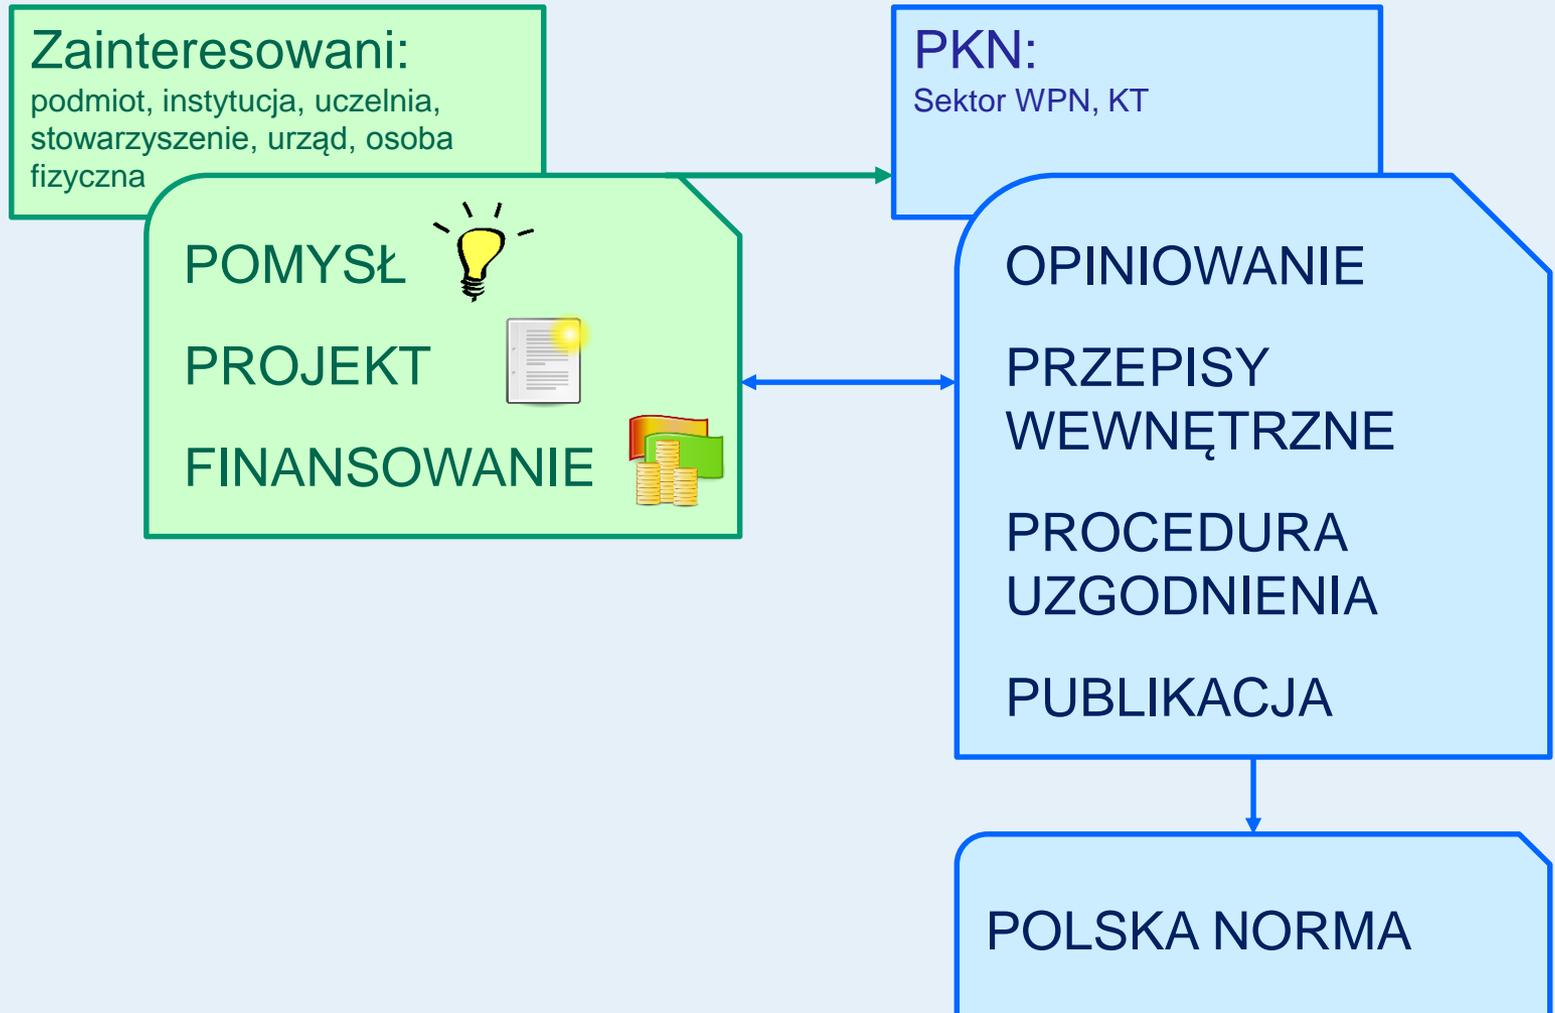 Zainteresowani:
podmiot, instytucja, uczelnia,
stowarzyszenie, urząd, osoba
fizyczna
POMYSŁ
PROJEKT
FINANSOWANIE
PKN:
Sektor WPN, KT
OPINIOWANIE
PRZEPISY
WEWNĘTRZNE
PROCEDURA
UZGODNIENIA
PUBLIKACJA
POLSKA NORMA